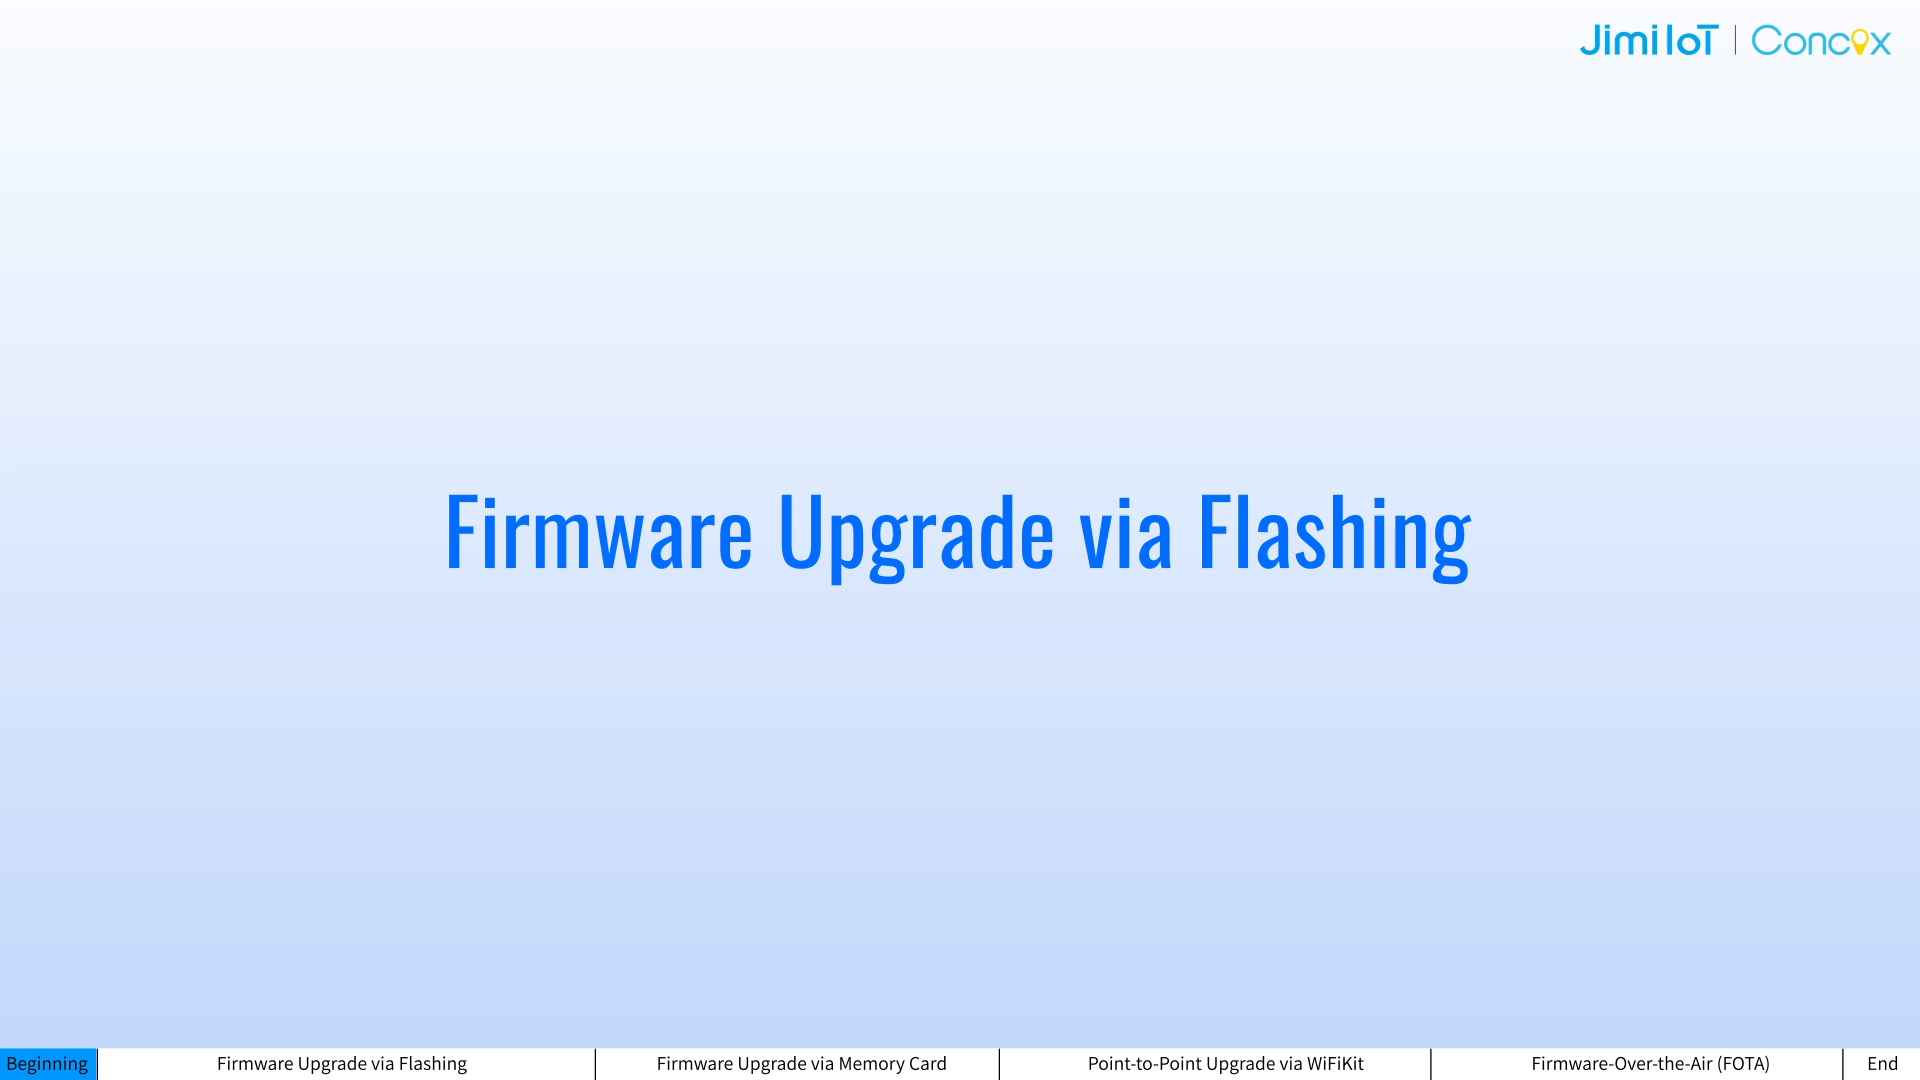 Jimi IoT | Concox
Firmware Upgrade via Flashing
Beginning
Firmware Upgrade via Flashing
Firmware Upgrade via Memory Card
Point-to-Point Upgrade via WiFiKit
Firmware-Over-the-Air (FOTA)
End